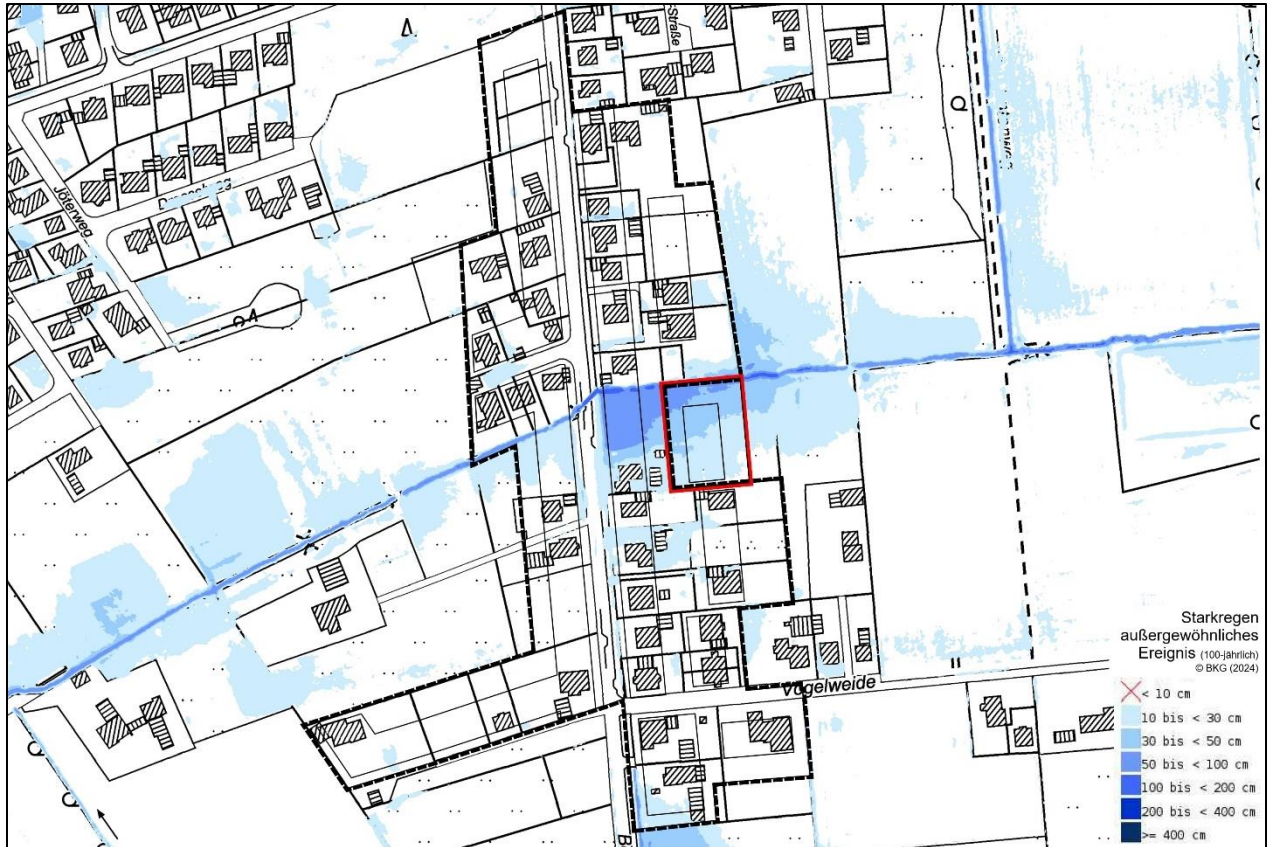 Straße
Jöterweg
Vogelweide
Starkregen
außergewöhnliches
Ereignis (100-jährlich)
© BKG (2024)
< 10 cm
10 bis < 30 cm
30 bis < 50 cm
50 bis < 100 cm
100 bis < 200 cm
200 bis < 400 cm
>= 400 cm